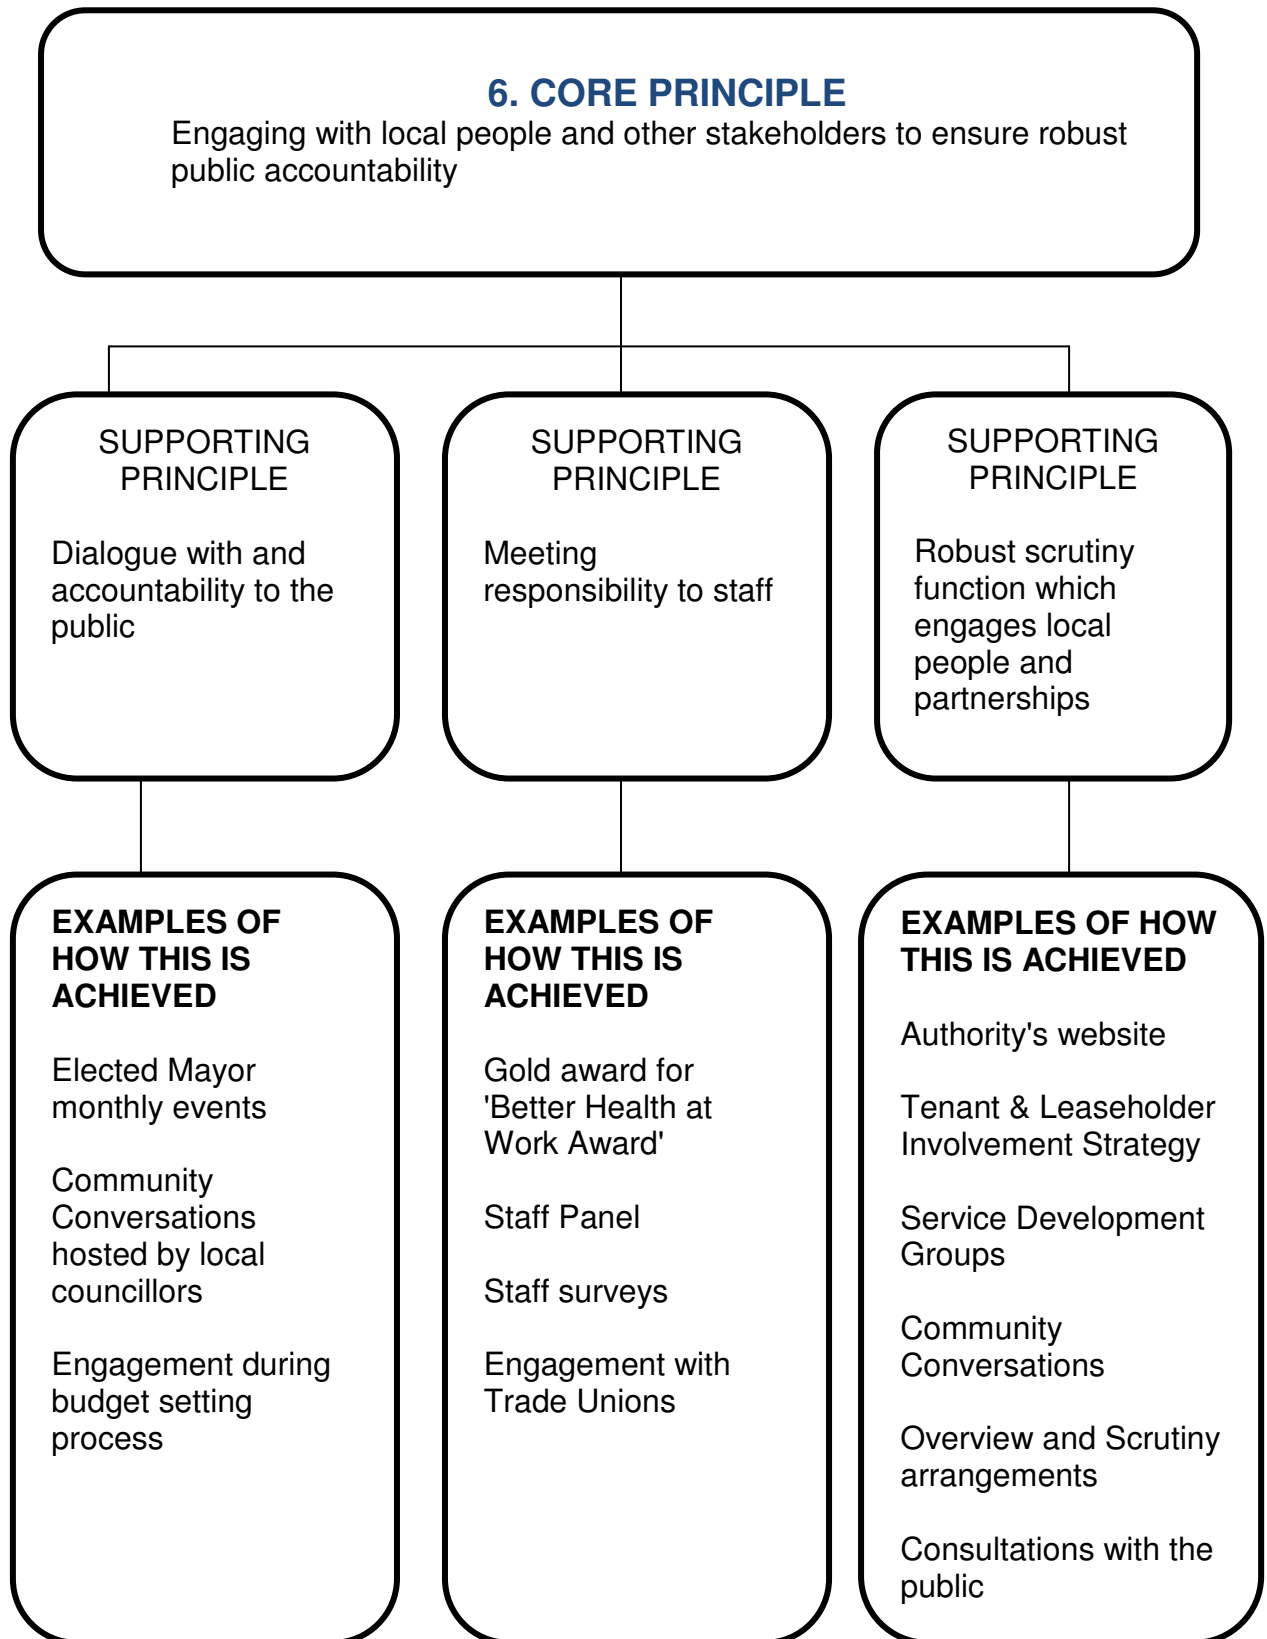 6. CORE PRINCIPLE
Engaging with local people and other stakeholders to ensure robust
public accountability
SUPPORTING
PRINCIPLE
Dialogue with and
accountability to the
public
SUPPORTING
PRINCIPLE
Meeting
responsibility to staff
SUPPORTING
PRINCIPLE
Robust scrutiny
function which
engages local
people and
partnerships
EXAMPLES OF
HOW THIS IS
ACHIEVED
Elected Mayor
monthly events
Community
Conversations
hosted by local
councillors
Engagement during
budget setting
process
EXAMPLES OF
HOW THIS IS
ACHIEVED
Gold award for
'Better Health at
Work Award'
Staff Panel
Staff surveys
Engagement with
Trade Unions
EXAMPLES OF HOW
THIS IS ACHIEVED
Authority's website
Tenant & Leaseholder
Involvement Strategy
Service Development
Groups
Community
Conversations
Overview and Scrutiny
arrangements
Consultations with the
public